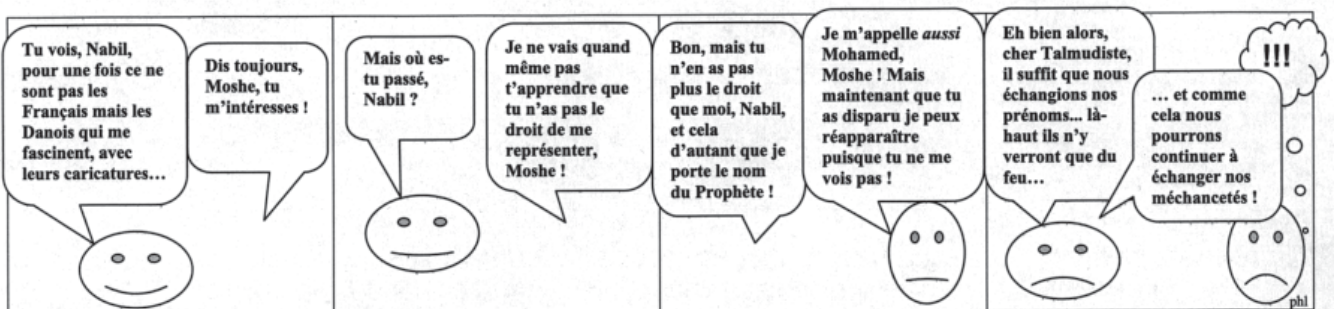 Tu vois, Nabil,
pour une fois ce ne
sont pas les
Français mais les
Danois qui me
fascinent, avec
leurs caricatures…
Dis toujours,
Moshe, tu
m'intéresses !
Mais où es-
tu passé,
Nabil ?
Je ne vais quand
même pas
t'apprendre que
tu n'as pas le
droit de me
représenter,
Moshe !
Bon, mais tu
n'en as pas
plus le droit
que moi, Nabil,
et cela
d'autant que je
porte le nom
du Prophète !
Je m'appelle aussi
Mohamed,
Moshe ! Mais
maintenant que tu
as disparu je peux
réapparaître
puisque tu ne me
vois pas !
Eh bien alors,
cher Talmudiste,
il suffit que nous
échangions nos
prénoms... là-
haut ils n'y
verront que du
feu…
… et comme
cela nous
pourrons
continuer à
échanger nos
méchancetés !
!!!
phl